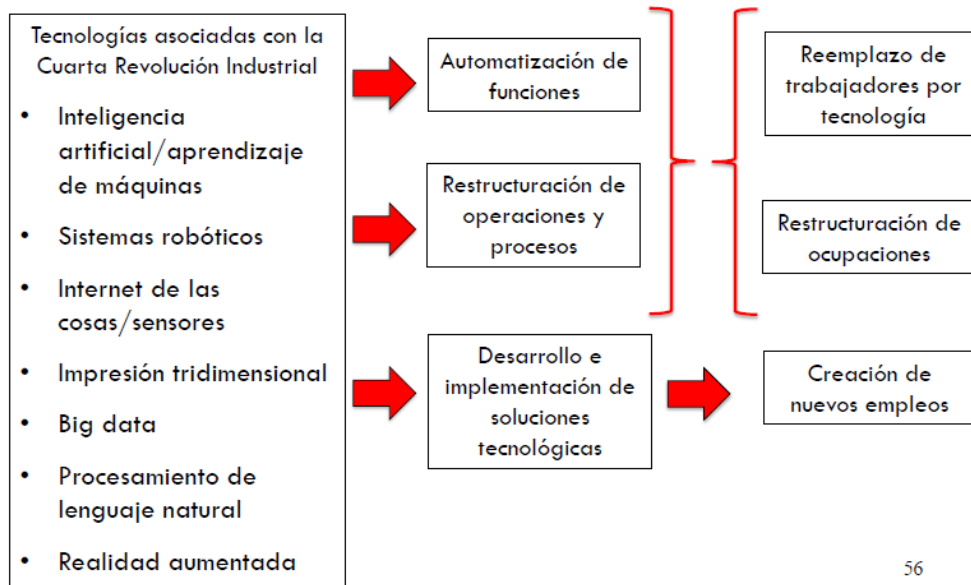 Tecnologías asociadas con la
Cuarta Revolución Industrial
• Inteligencia
artificial/aprendizaje
de máquinas
• Sistemas robóticos
• Internet de las
cosas/sensores
• Impresión tridimensional
• Big data
• Procesamiento de
lenguaje natural
• Realidad aumentada
Automatización de
funciones
Restructuración de
operaciones y
procesos
Desarrollo e
implementación de
soluciones
tecnológicas
Reemplazo de
trabajadores por
tecnología
Restructuración de
ocupaciones
Creación de
nuevos empleos
56